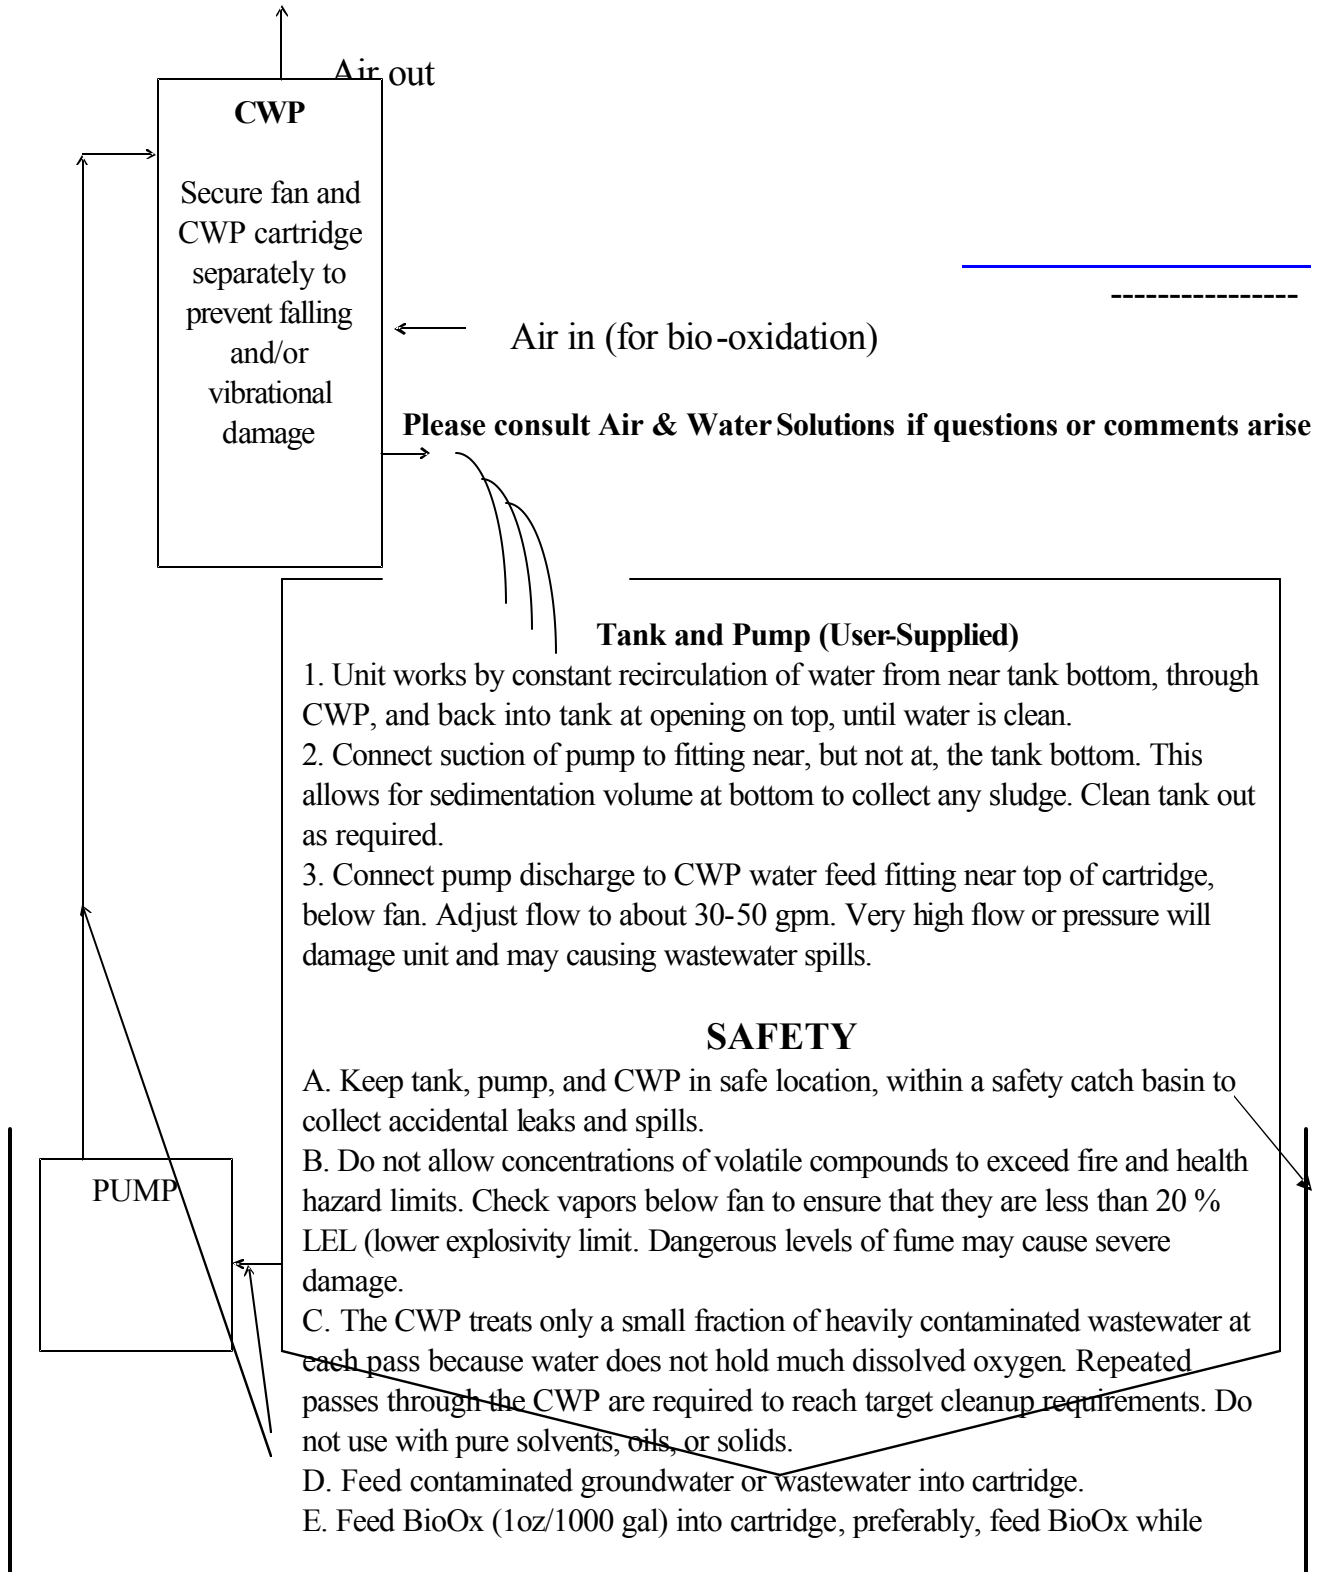 Air out
CWP
Secure fan and
CWP cartridge
separately to
prevent falling
and/or
vibrational
damage
----------------
Air in (for bio-oxidation)
Please consult Air & Water Solutions if questions or comments arise
Tank and Pump (User-Supplied)
1. Unit works by constant recirculation of water from near tank bottom, through
CWP, and back into tank at opening on top, until water is clean.
2. Connect suction of pump to fitting near, but not at, the tank bottom. This
allows for sedimentation volume at bottom to collect any sludge. Clean tank out
as required.
3. Connect pump discharge to CWP water feed fitting near top of cartridge,
below fan. Adjust flow to about 30-50 gpm. Very high flow or pressure will
damage unit and may causing wastewater spills.
SAFETY
A. Keep tank, pump, and CWP in safe location, within a safety catch basin to
collect accidental leaks and spills.
B. Do not allow concentrations of volatile compounds to exceed fire and health
PUMP
hazard limits. Check vapors below fan to ensure that they are less than 20 %
LEL (lower explosivity limit. Dangerous levels of fume may cause severe
damage.
C. The CWP treats only a small fraction of heavily contaminated wastewater at
each pass because water does not hold much dissolved oxygen. Repeated
passes through the CWP are required to reach target cleanup requirements. Do
not use with pure solvents, oils, or solids.
D. Feed contaminated groundwater or wastewater into cartridge.
E. Feed BioOx (1oz/1000 gal) into cartridge, preferably, feed BioOx while